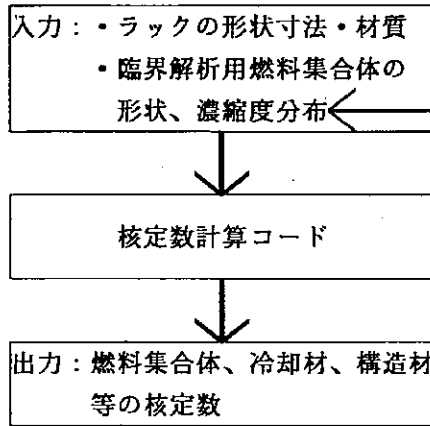 入力：・ラックの形状寸法・材質
・臨界解析用燃料集合体の
形状、濃縮度分布
核定数計算コード
出力：燃料集合体、冷却材、構造材
等の核定数